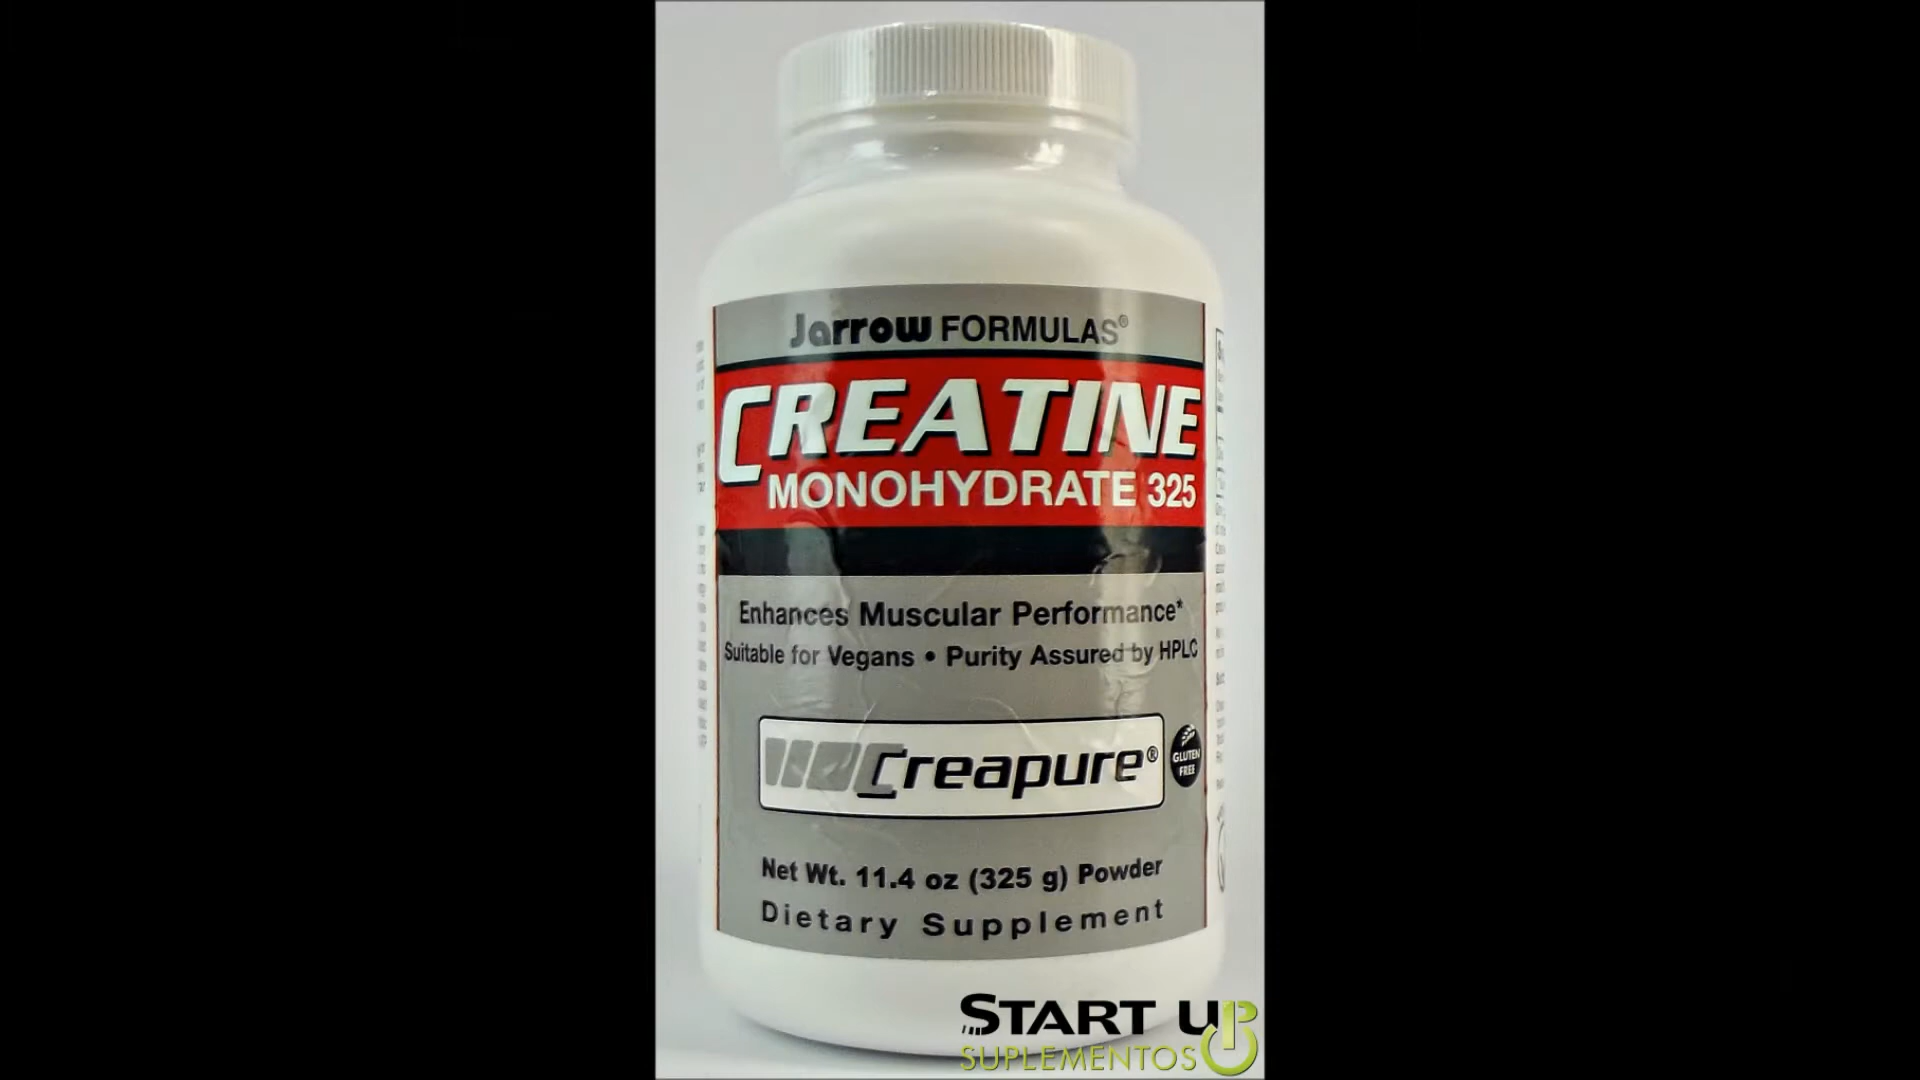 Jarrow FORMULAS®
CREATINE
MONOHYDRATE 325
Enhances Muscular Performance*
Suitable for Vegans • Purity Assured by HPLC
Creapure®
GLUTEN
FREE
Net Wt. 11.4 oz (325 g) Powder
Dietary Supplement
START UP
SUPLEMENTOS